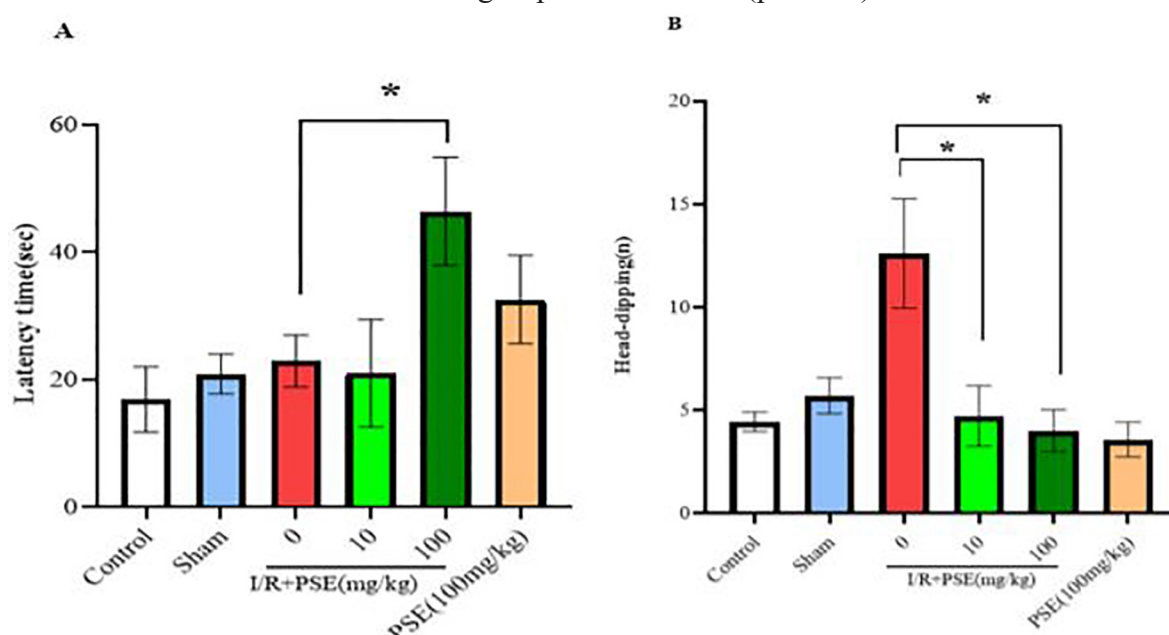 A
*
60
40
20
0
Latency time(sec)
Control
Sham
0
10
100
I/R+PSE(mg/kg)
PSE(100mg/kg)
B
*
*
20
15
10
5
0
Head-dipping(n)
Control
Sham
0
10
100
I/R+PSE(mg/kg)
PSE(100mg/kg)